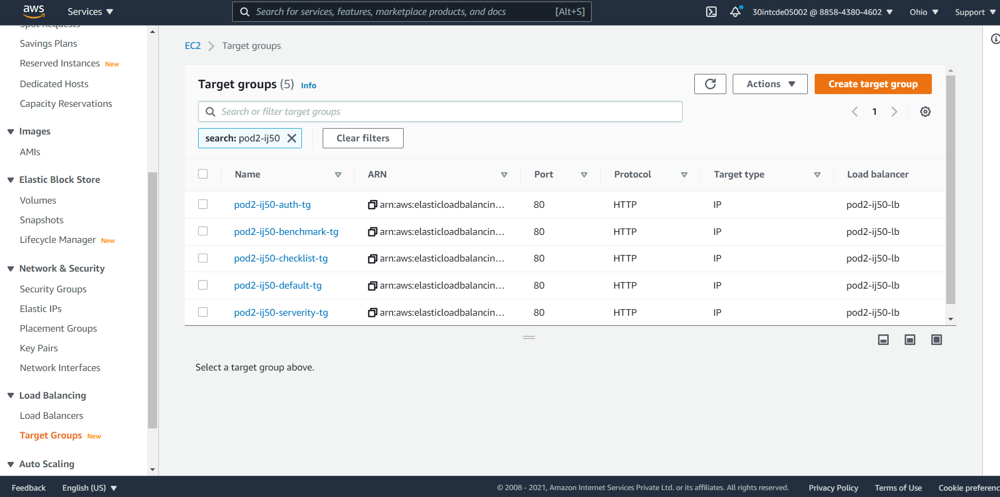 aws
Services
Search for services, features, marketplace products, and docs
[Alt+S]
30intcde05002 @ 8858-4380-4602
Ohio
Support
Spot Requests
Savings Plans
Reserved Instances New
Dedicated Hosts
Capacity Reservations
Images
AMIs
Elastic Block Store
Volumes
Snapshots
Lifecycle Manager New
Network & Security
Security Groups
Elastic IPs
Placement Groups
Key Pairs
Network Interfaces
Load Balancing
Load Balancers
Target Groups New
Auto Scaling
EC2 > Target groups
Target groups (5) Info
Actions
Create target group
Search or filter target groups
1
search: pod2-ij50
Clear filters
Name ARN Port Protocol Target type Load balancer
pod2-ij50-auth-tg arn:aws:elasticloadbalancin... 80 HTTP IP pod2-ij50-lb
pod2-ij50-benchmark-tg arn:aws:elasticloadbalancin... 80 HTTP IP pod2-ij50-lb
pod2-ij50-checklist-tg arn:aws:elasticloadbalancin... 80 HTTP IP pod2-ij50-lb
pod2-ij50-default-tg arn:aws:elasticloadbalancin... 80 HTTP IP pod2-ij50-lb
pod2-ij50-serverity-tg arn:aws:elasticloadbalancin... 80 HTTP IP pod2-ij50-lb
Select a target group above.
Feedback
English (US)
© 2008 - 2021, Amazon Internet Services Private Ltd. or its affiliates. All rights reserved.
Privacy Policy
Terms of Use
Cookie preferenc